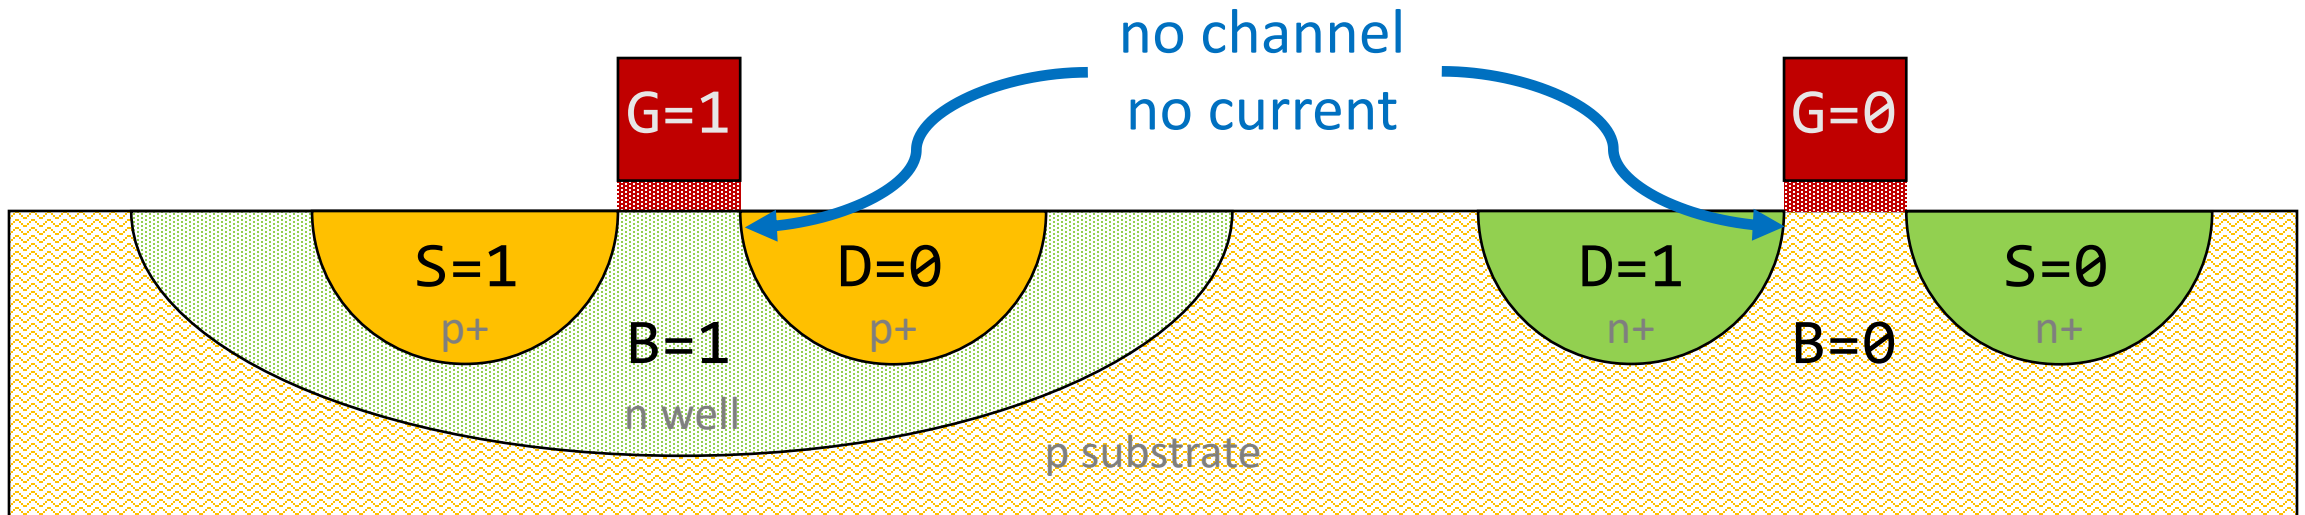 no channel
no current
G=1
G=0
S=1
p+
D=0
p+
B=1
n well
p substrate
D=1
n+
B=0
S=0
n+